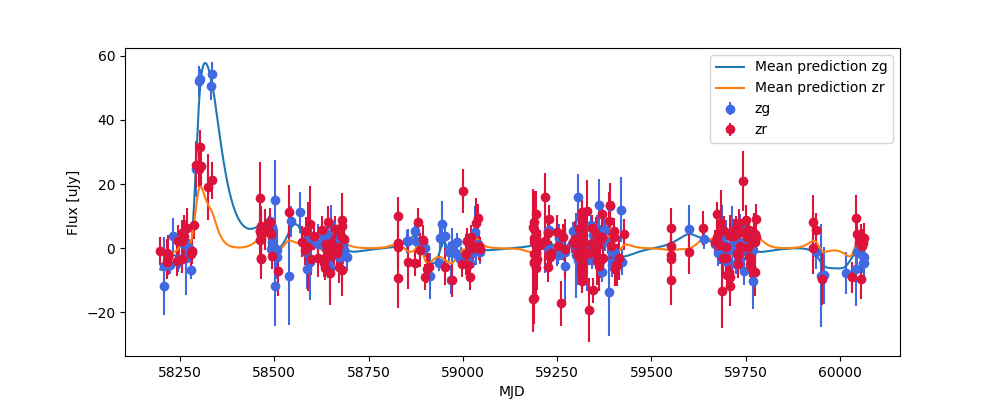 60
40
20
0
−20
Flux [uJy]
58250
58500
58750
59000
59250
59500
59750
60000
MJD
Mean prediction zg
Mean prediction zr
zg
zr